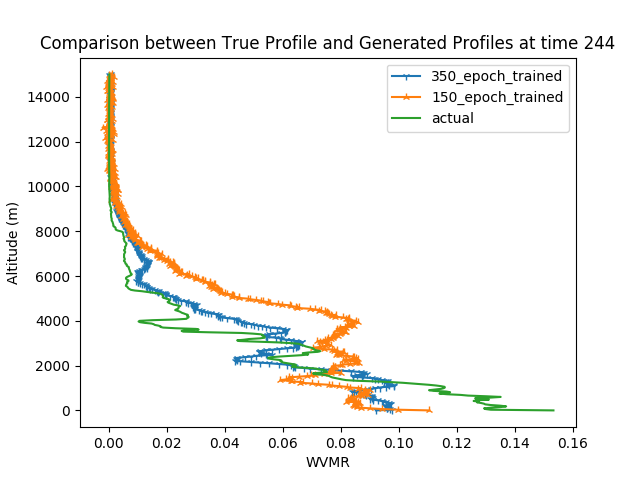 Comparison between True Profile and Generated Profiles at time 244
350_epoch_trained
150_epoch_trained
actual
14000
12000
10000
8000
6000
4000
2000
0
Altitude (m)
0.00 0.02 0.04 0.06 0.08 0.10 0.12 0.14 0.16
WVMR